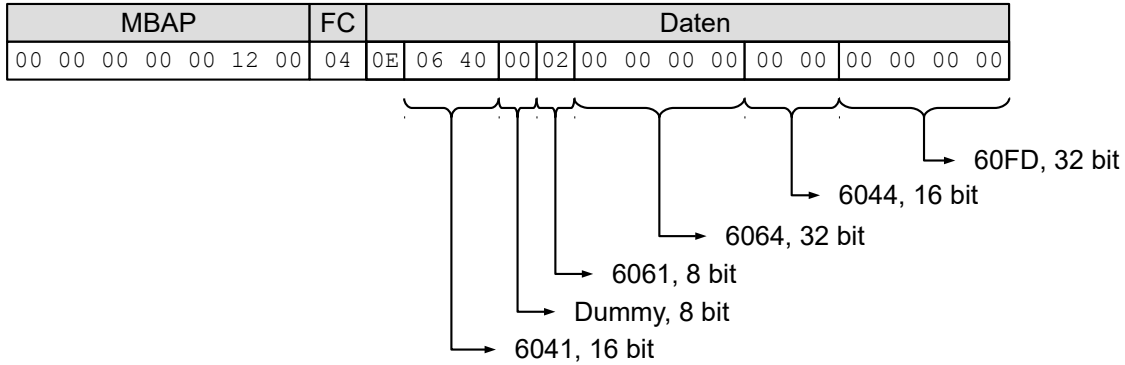 MBAP FC Daten
00 00 00 00 00 12 00 04 0E 06 40 00 02 00 00 00 00 00 00 00 00 00 00
60FD, 32 bit
6044, 16 bit
6064, 32 bit
6061, 8 bit
Dummy, 8 bit
6041, 16 bit